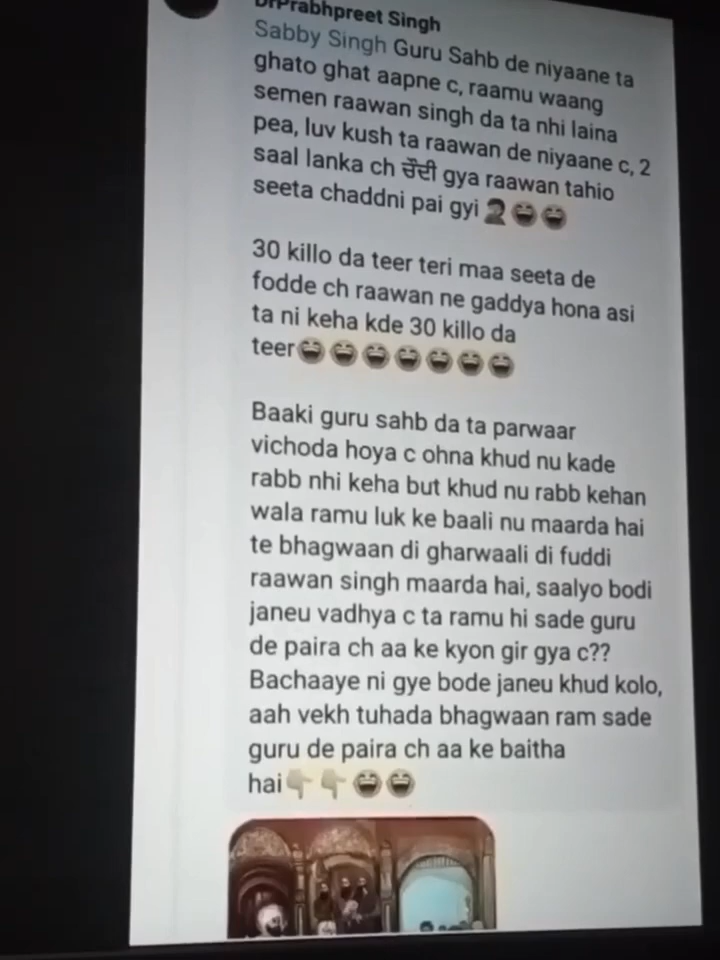 DrPrabhpreet Singh
Sabby Singh Guru Sahb de niyaane ta
ghato ghat aapne c, raamu waang
semen raawan singh da ta nhi laina
pea, luv kush ta raawan de niyaane c, 2
saal lanka ch चैदी gya raawan tahio
seeta chaddni pai gyi
30 killo da teer teri maa seeta de
fodde ch raawan ne gaddya hona asi
ta ni keha kde 30 killo da
teer
Baaki guru sahb da ta parwaar
vichoda hoya c ohna khud nu kade
rabb nhi keha but khud nu rabb kehan
wala ramu luk ke baali nu maarda hai
te bhagwaan di gharwaali di fuddi
raawan singh maarda hai, saalyo bodi
janeu vadhya c ta ramu hi sade guru
de paira ch aa ke kyon gir gya c??
Bachaaye ni gye bode janeu khud kolo,
aah vekh tuhada bhagwaan ram sade
guru de paira ch aa ke baitha
hai